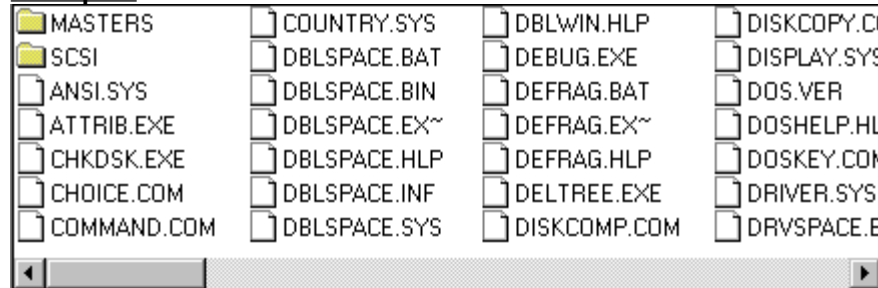 MASTERS
SCSI
ANSI.SYS
ATTRIB.EXE
CHKDSK.EXE
CHOICE.COM
COMMAND.COM
COUNTRY.SYS
DBLSPACE.BAT
DBLSPACE.BIN
DBLSPACE.EX~
DBLSPACE.HLP
DBLSPACE.INF
DBLSPACE.SYS
DBLWIN.HLP
DEBUG.EXE
DEFRAG.BAT
DEFRAG.EX~
DEFRAG.HLP
DELTREE.EXE
DISKCOMP.COM
DISKCOPY.CO
DISPLAY.SYS
DOS.VER
DOSHELP.HL
DOSKEY.COM
DRIVER.SYS
DRVSPACE.B